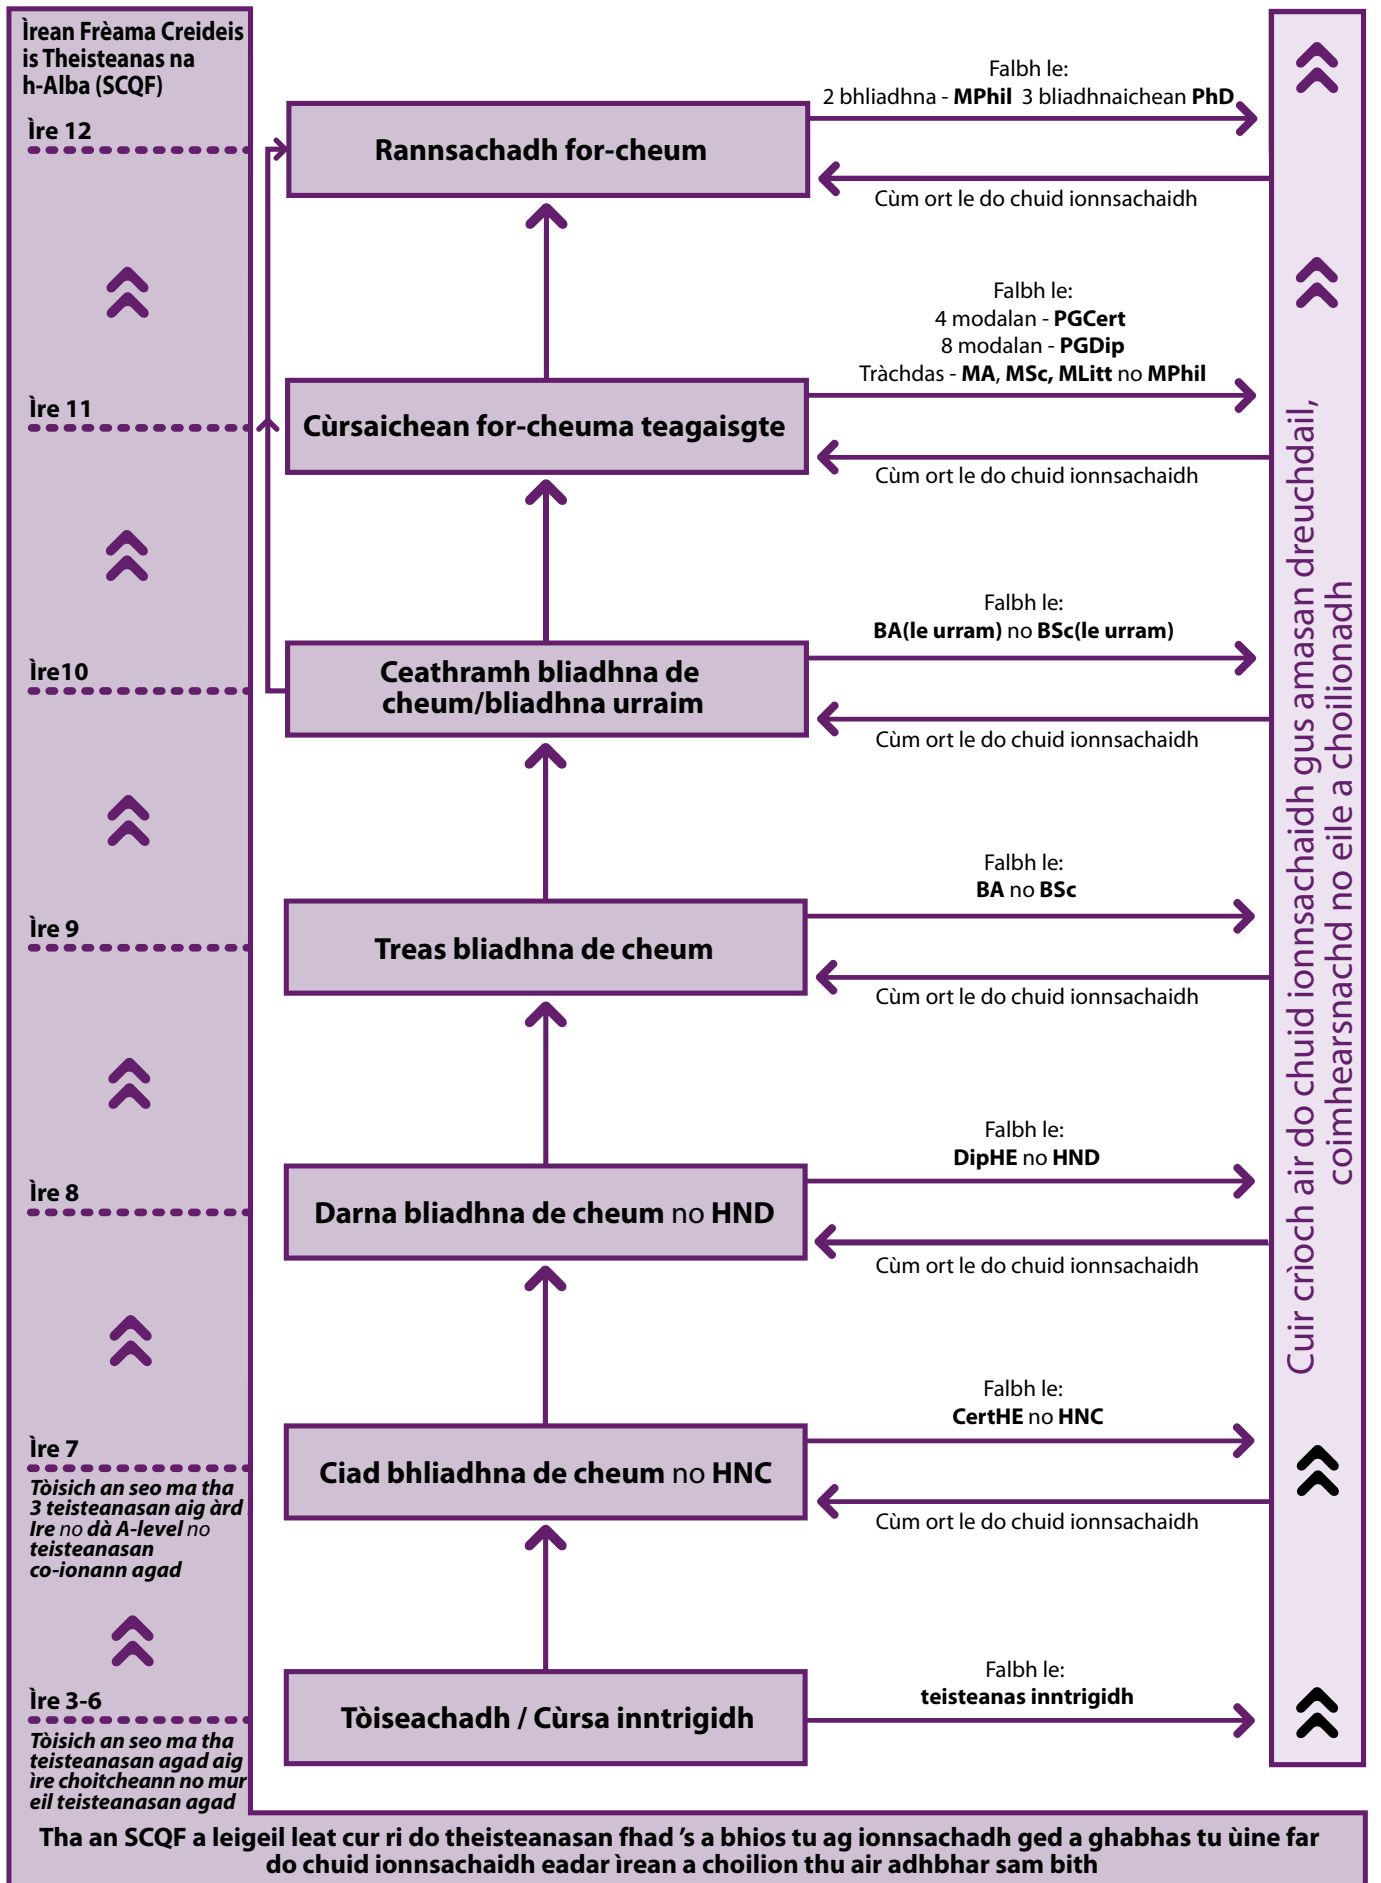 Ìrean Frèama Creideis
is Theisteanas na
h-Alba (SCQF)
Ìre 12
Rannsachadh for-cheum
Falbh le:
2 bhliadhna - MPhil 3 bliadhnaichean PhD
Cùm ort le do chuid ionnsachaidh
Ìre 11
Cùrsaichean for-cheuma teagaisgte
Falbh le:
4 modalan - PGCert
8 modalan - PGDip
Tràchdas - MA, MSc, MLitt no MPhil
Cùm ort le do chuid ionnsachaidh
Ìre10
Ceathramh bliadhna de
cheum/bliadhna urraim
Falbh le:
BA(le urram) no BSc(le urram)
Cùm ort le do chuid ionnsachaidh
Ìre 9
Treas bliadhna de cheum
Falbh le:
BA no BSc
Cùm ort le do chuid ionnsachaidh
Ìre 8
Darna bliadhna de cheum no HND
Falbh le:
DipHE no HND
Cùm ort le do chuid ionnsachaidh
Ìre 7
Tòisich an seo ma tha
3 teisteanasan aig àrd
Ire no dà A-level no
teisteanasan
co-ionann agad
Ciad bhliadhna de cheum no HNC
Falbh le:
CertHE no HNC
Cùm ort le do chuid ionnsachaidh
Ìre 3-6
Tòisich an seo ma tha
teisteanasan agad aig
ìre choitcheann no mur
eil teisteanasan agad
Tòiseachadh / Cùrsa inntrigidh
Falbh le:
teisteanas inntrigidh
Cuir crìoch air do chuid ionnsachaidh gus amasan dreuchdail,
coimhearsnachd no eile a choilionadh
Tha an SCQF a leigeil leat cur ri do theisteanasan fhad 's a bhios tu ag ionnsachadh ged a ghabhas tu ùine far
do chuid ionnsachaidh eadar ìrean a choilion thu air adhbhar sam bith